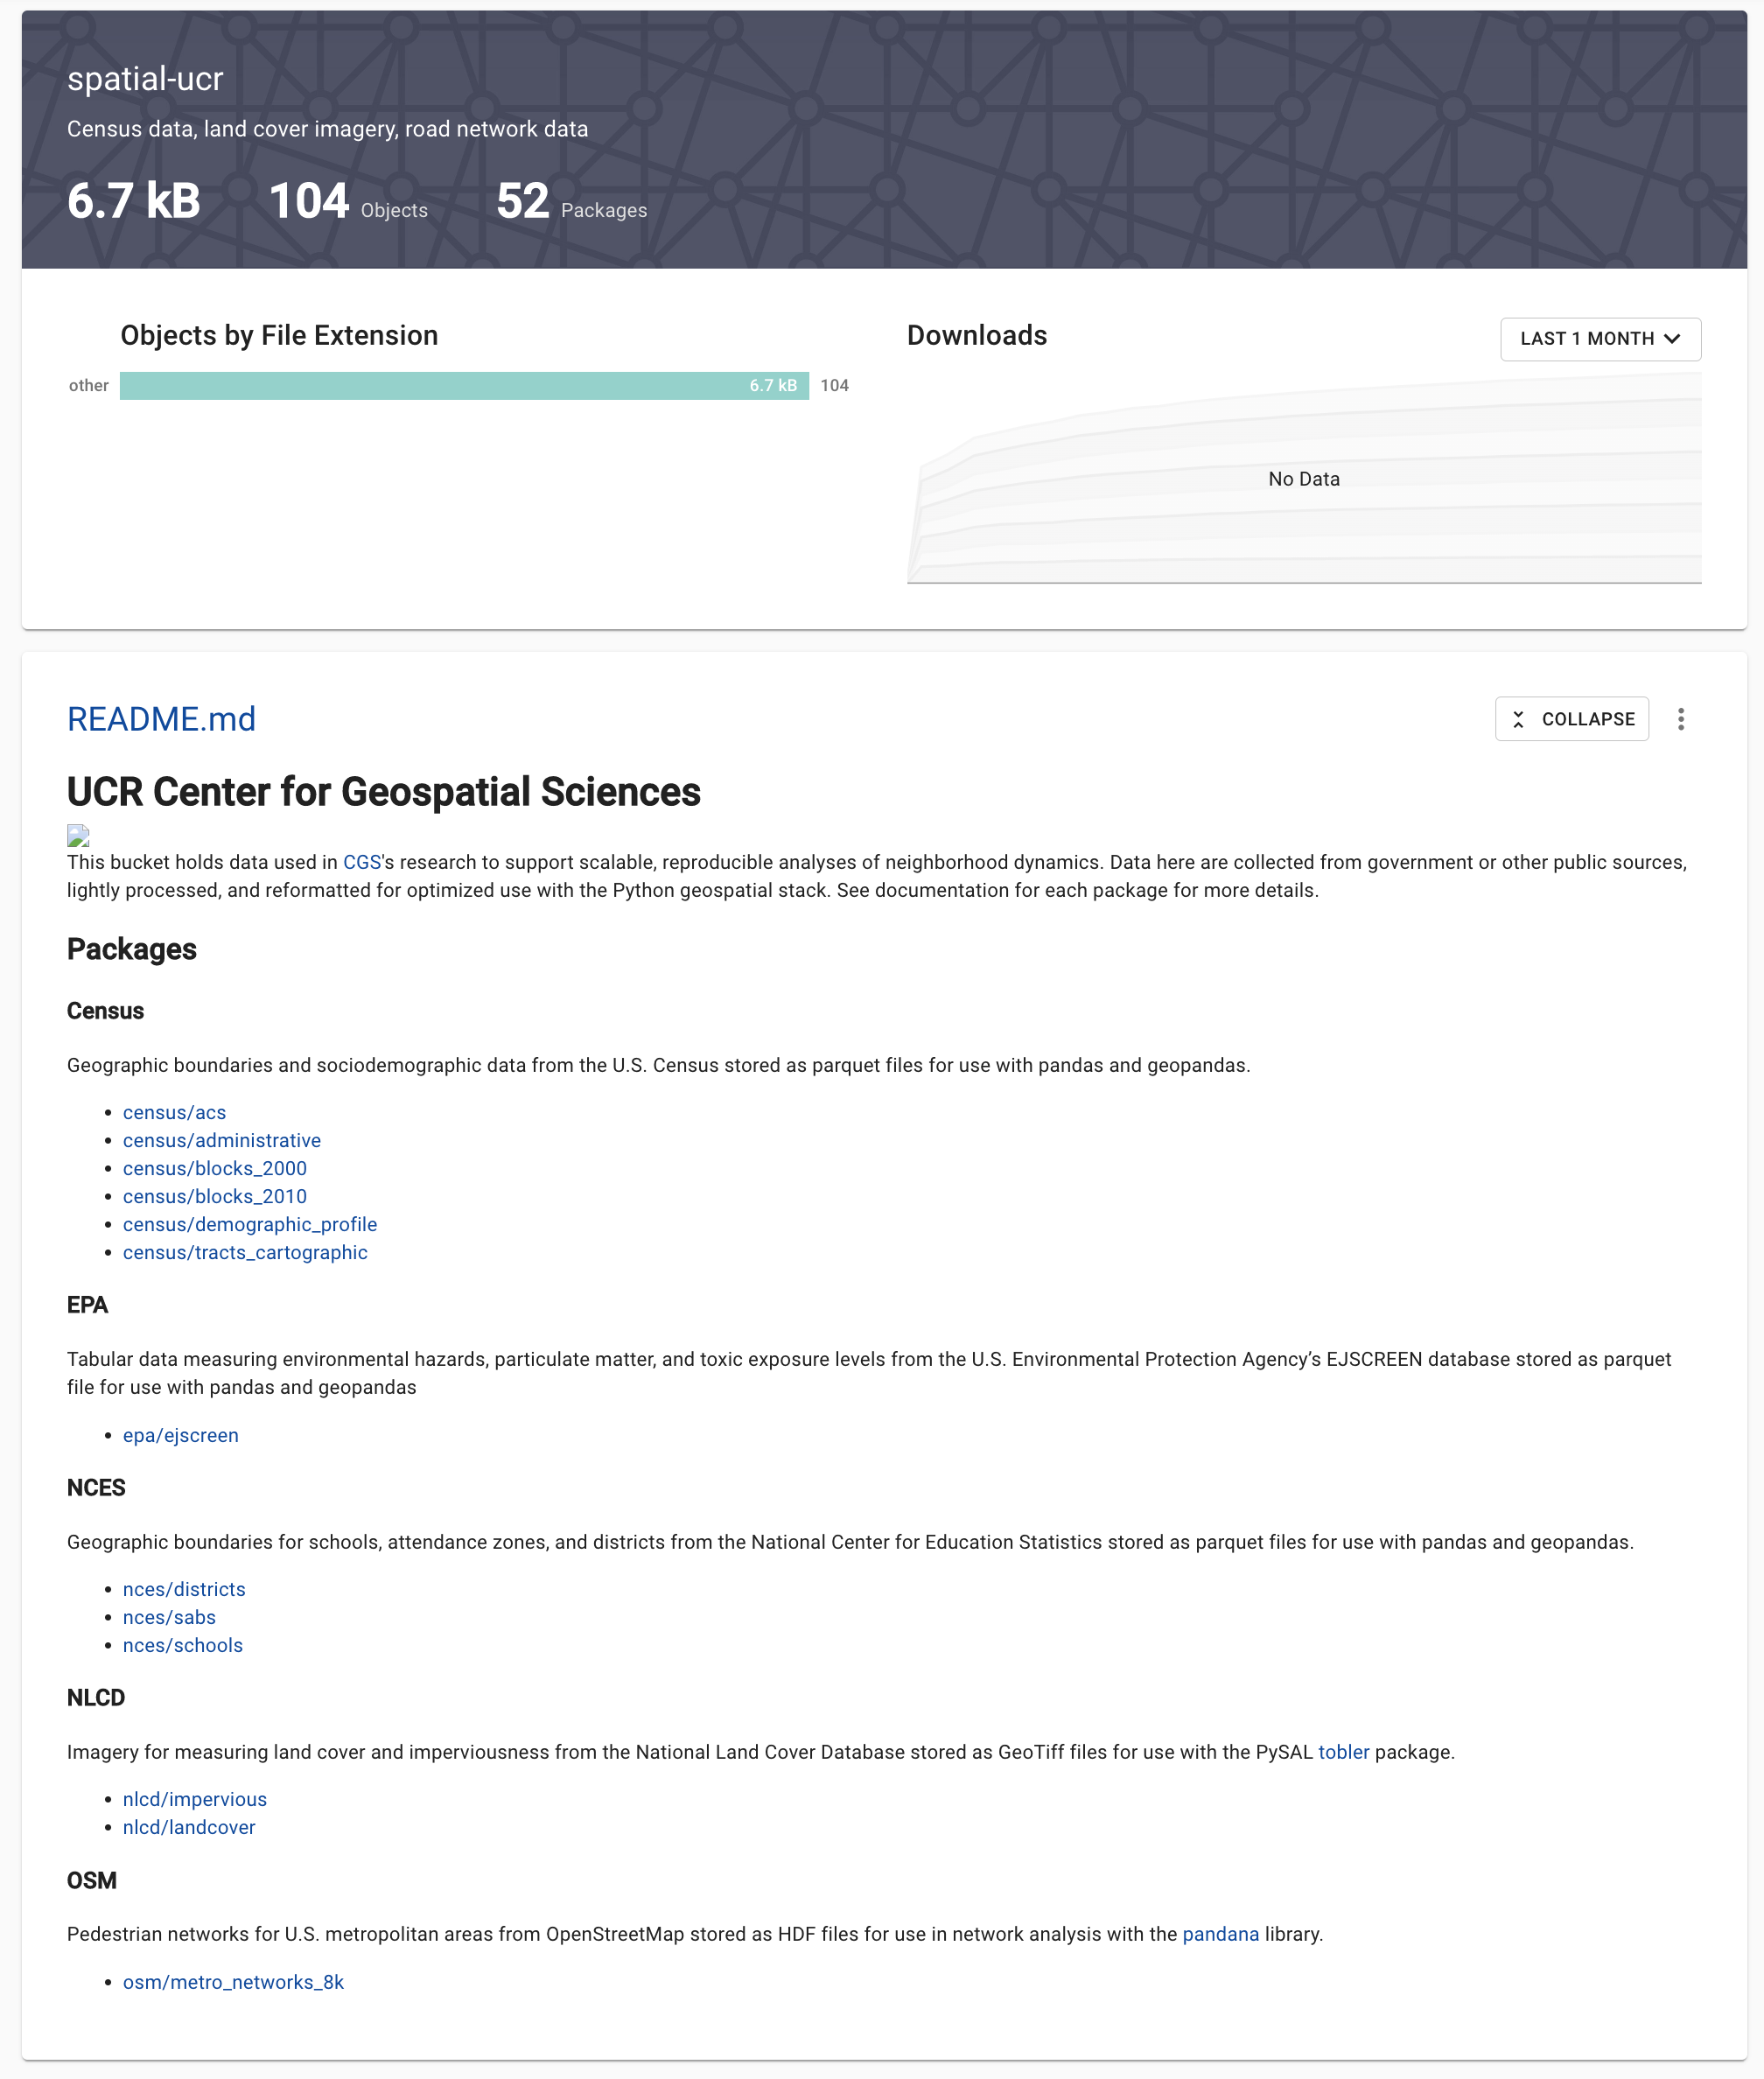 spatial-ucr
Census data, land cover imagery, road network data
6.7 kB 104 Objects 52 Packages
Objects by File Extension
other 6.7 kB 104
Downloads
LAST 1 MONTH
No Data
README.md
COLLAPSE
UCR Center for Geospatial Sciences
This bucket holds data used in CGS's research to support scalable, reproducible analyses of neighborhood dynamics. Data here are collected from government or other public sources,
lightly processed, and reformatted for optimized use with the Python geospatial stack. See documentation for each package for more details.
Packages
Census
Geographic boundaries and sociodemographic data from the U.S. Census stored as parquet files for use with pandas and geopandas.
• census/acs
• census/administrative
• census/blocks_2000
• census/blocks_2010
• census/demographic_profile
• census/tracts_cartographic
EPA
Tabular data measuring environmental hazards, particulate matter, and toxic exposure levels from the U.S. Environmental Protection Agency’s EJSCREEN database stored as parquet
file for use with pandas and geopandas
• epa/ejscreen
NCES
Geographic boundaries for schools, attendance zones, and districts from the National Center for Education Statistics stored as parquet files for use with pandas and geopandas.
• nces/districts
• nces/sabs
• nces/schools
NLCD
Imagery for measuring land cover and imperviousness from the National Land Cover Database stored as GeoTiff files for use with the PySAL tobler package.
• nlcd/impervious
• nlcd/landcover
OSM
Pedestrian networks for U.S. metropolitan areas from OpenStreetMap stored as HDF files for use in network analysis with the pandana library.
• osm/metro_networks_8k